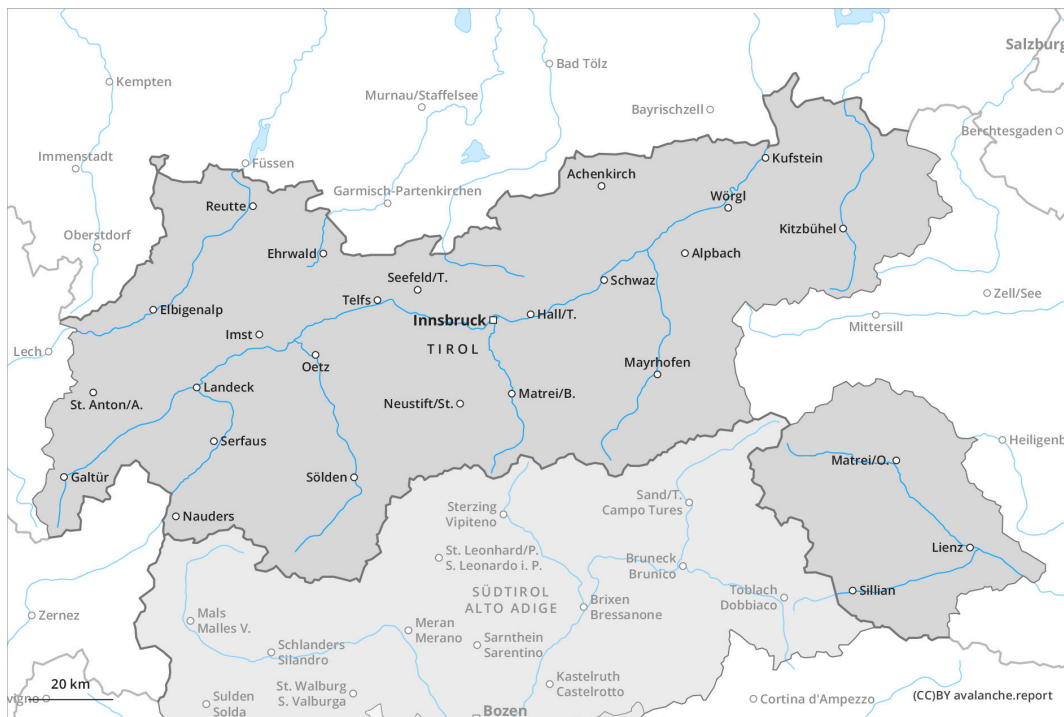 Salzburg
Bad Tölz
Kempten
Murnau/Staffelsee
Bayrischzell
Berchtesgaden
Immenstadt
Füssen
Kufstein
Achenkirch
Garmisch-Partenkirchen
Reutte
Wörgl
Oberstdorf
Kitzbühel
Ehrwald
Alpbach
Seefeld/T.
Schwaz
Zell/See
Telfs
Elbigenalp
Hall/T.
Innsbruck
Mittersill
Imst
TIROL
Lech
Oetz
Mayrhofen
Landeck
St. Anton/A.
Neustift/St.
Matrei/B.
Serfaus
Heiligenb
Matrei/O.
Galtür
Sölden
Sand/T.
Campo Tures
Sterzing
Vipiteno
Nauders
Lienz
St. Leonhard/P.
S. Leonardo i. P.
Bruneck
Brunico
SÜDTIROL
ALTO ADIGE
Sillian
Toblach
Dobbiaco
Brixen
Bressanone
Zernez
Mals
Malles V.
Meran
Merano
Sarnthein
Sarentino
Schlanders
Silandro
Kastelruth
Castelrotto
20 km
St. Walburg
S. Valburga
vigno
Sulden
Solda
Cortina d'Ampezzo
(CC)BY avalanche.report
Bozen